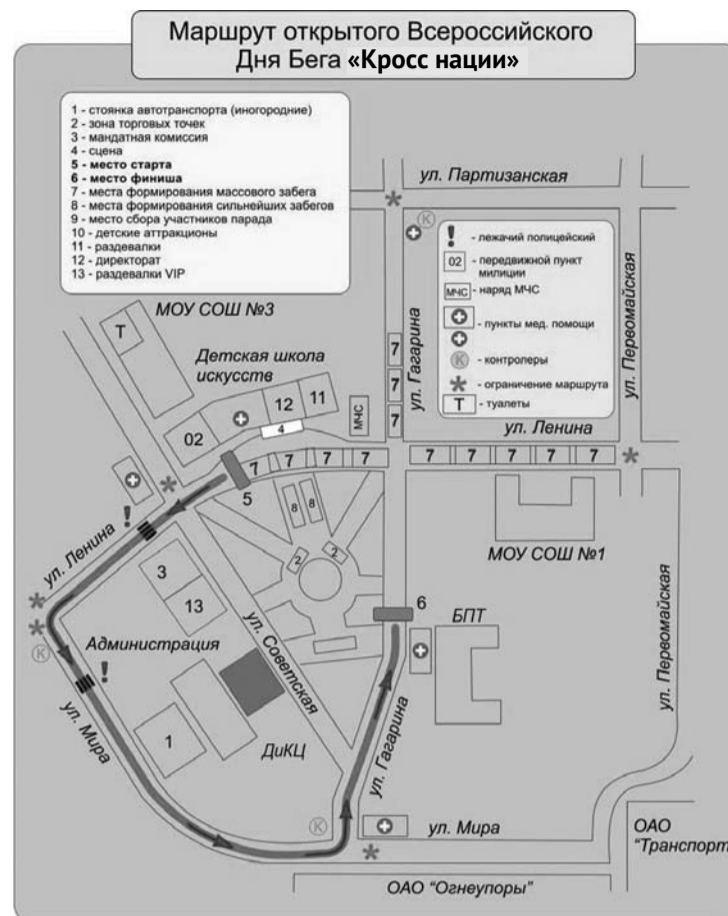 Маршрут открытого Всероссийского
Дня Бега «Кросс нации»
1 - стоянка автотранспорта (иногородние)
2 - зона торговых точек
3 - мандатная комиссия
4 - сцена
5 - место старта
6 - место финиша
7 - места формирования массового забега
8 - места формирования сильнейших забегов
9 - место сбора участников парада
10 - детские аттракционы
11 - раздевалки
12 - директорат
13 - раздевалки VIP
ул. Партизанская
К
! - лежачий полицейский
02 - передвижной пункт
милиции
МЧС - наряд МЧС
- пункты мед. помощи
К - контролеры
- ограничение маршрута
Т - туалеты
ул. Гагарина
ул. Первомайская
МОУ СОШ №3
Т
Детская школа
искусств
02
12
11
4
МЧС
7
7
7
ул. Ленина
7 7 7 7
7 7 7 7 7
5
8 8
2 2
МОУ СОШ №1
!
ул. Ленина
3
13
Администрация
ул. Советская
6
БПТ
К
!
ул. Мира
1
ДиКЦ
ул. Гагарина
ул. Первомайская
К
ул. Мира
ОАО
"Транспорт
ОАО "Огнеупоры"